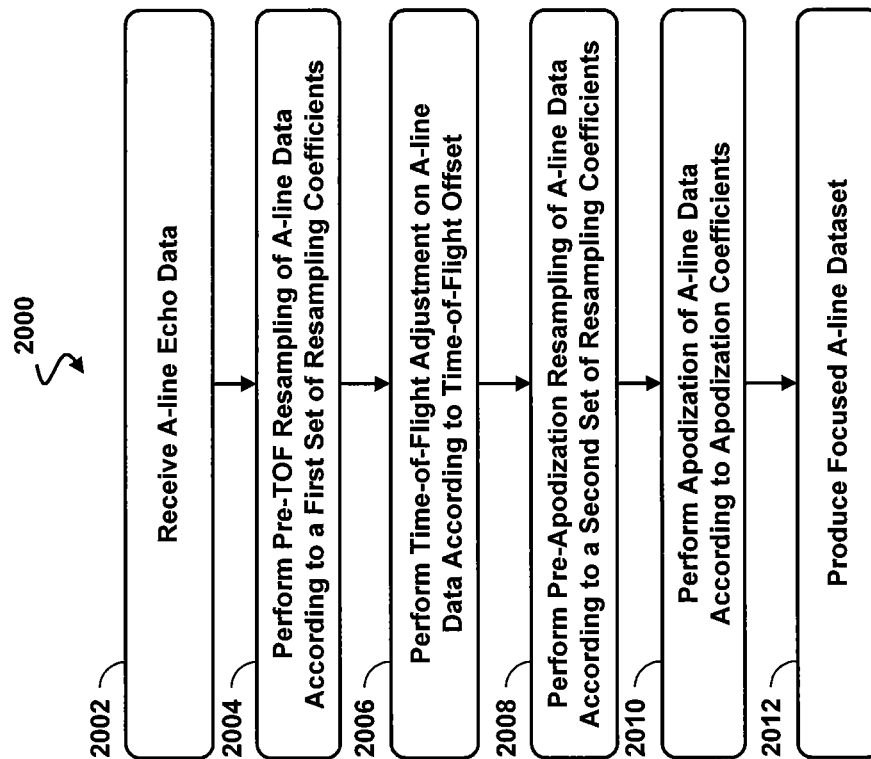 2000
2002
Receive A-line Echo Data
2004
Perform Pre-TOF Resampling of A-line Data
According to a First Set of Resampling Coefficients
2006
Perform Time-of-Flight Adjustment on A-line
Data According to Time-of-Flight Offset
2008
Perform Pre-Apodization Resampling of A-line Data
According to a Second Set of Resampling Coefficients
2010
Perform Apodization of A-line Data
According to Apodization Coefficients
2012
Produce Focused A-line Dataset